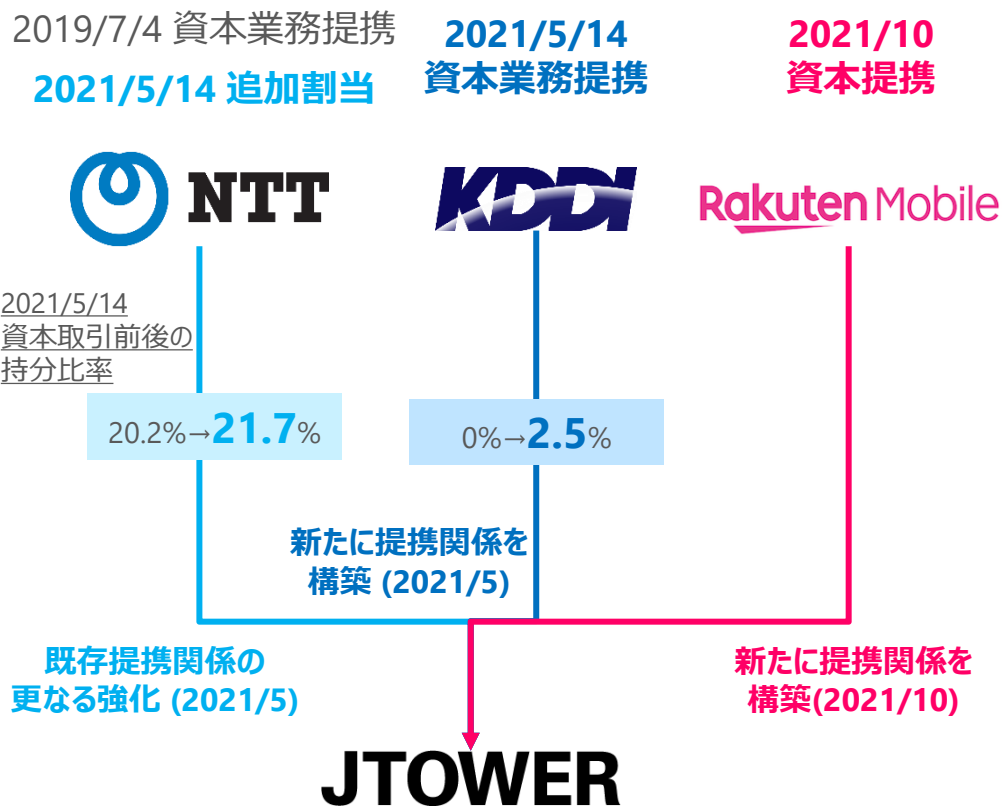 2019/7/4 資本業務提携
2021/5/14 追加割当
2021/5/14
資本業務提携
2021/10
資本提携
NTT
KDDI
Rakuten Mobile
2021/5/14
資本取引前後の
持分比率
20.2%→21.7%
0%→2.5%
新たに提携関係を
構築 (2021/5)
既存提携関係の
更なる強化 (2021/5)
新たに提携関係を
構築(2021/10)
JTOWER